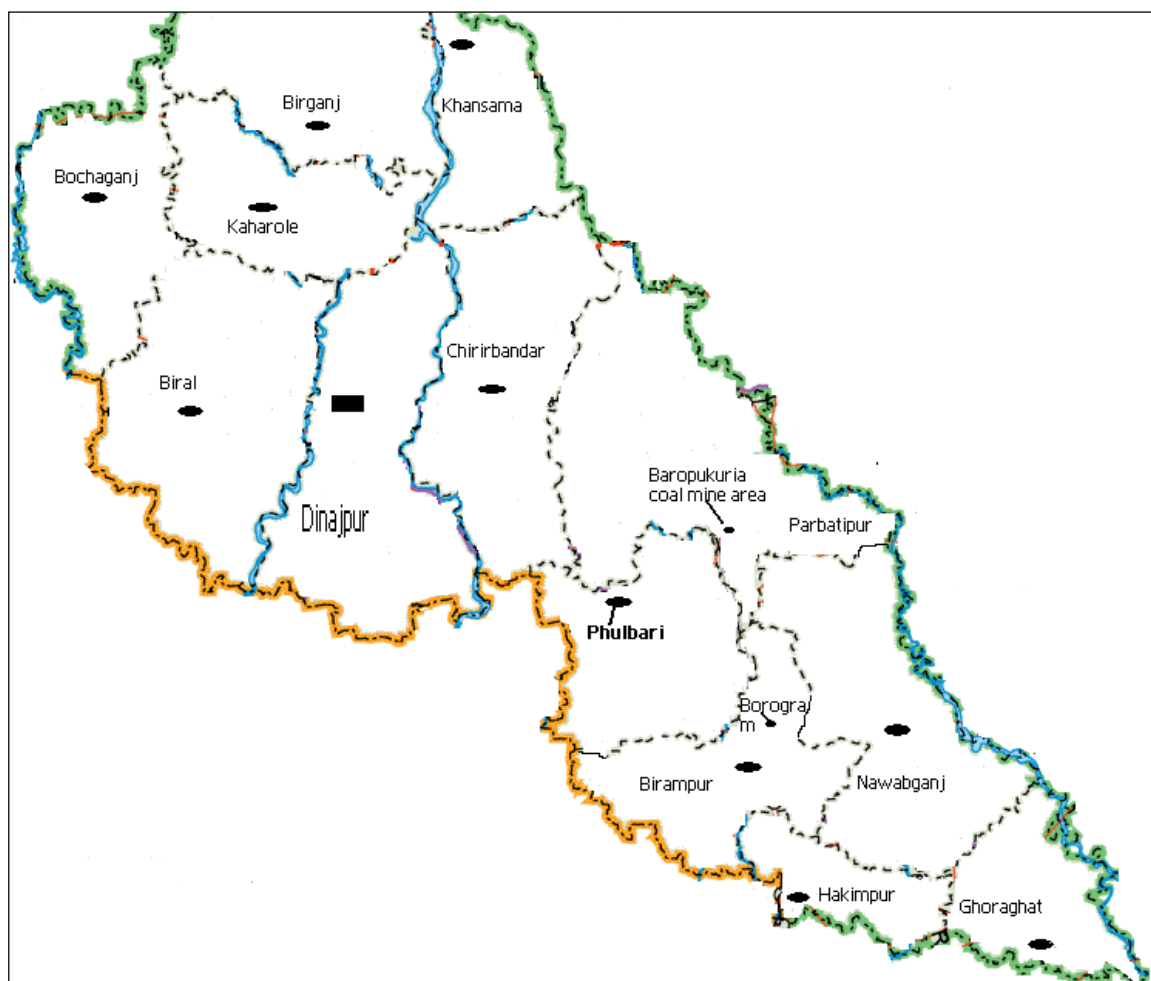 Birganj
Khansama
Bochaganj
Kaharole
Chirirbandar
Biral
Baropukuria
coal mine area
Dinajpur
Parbatipur
Phulbari
Borogra
m
Birampur
Nawabganj
Hakimpur
Ghoraghat